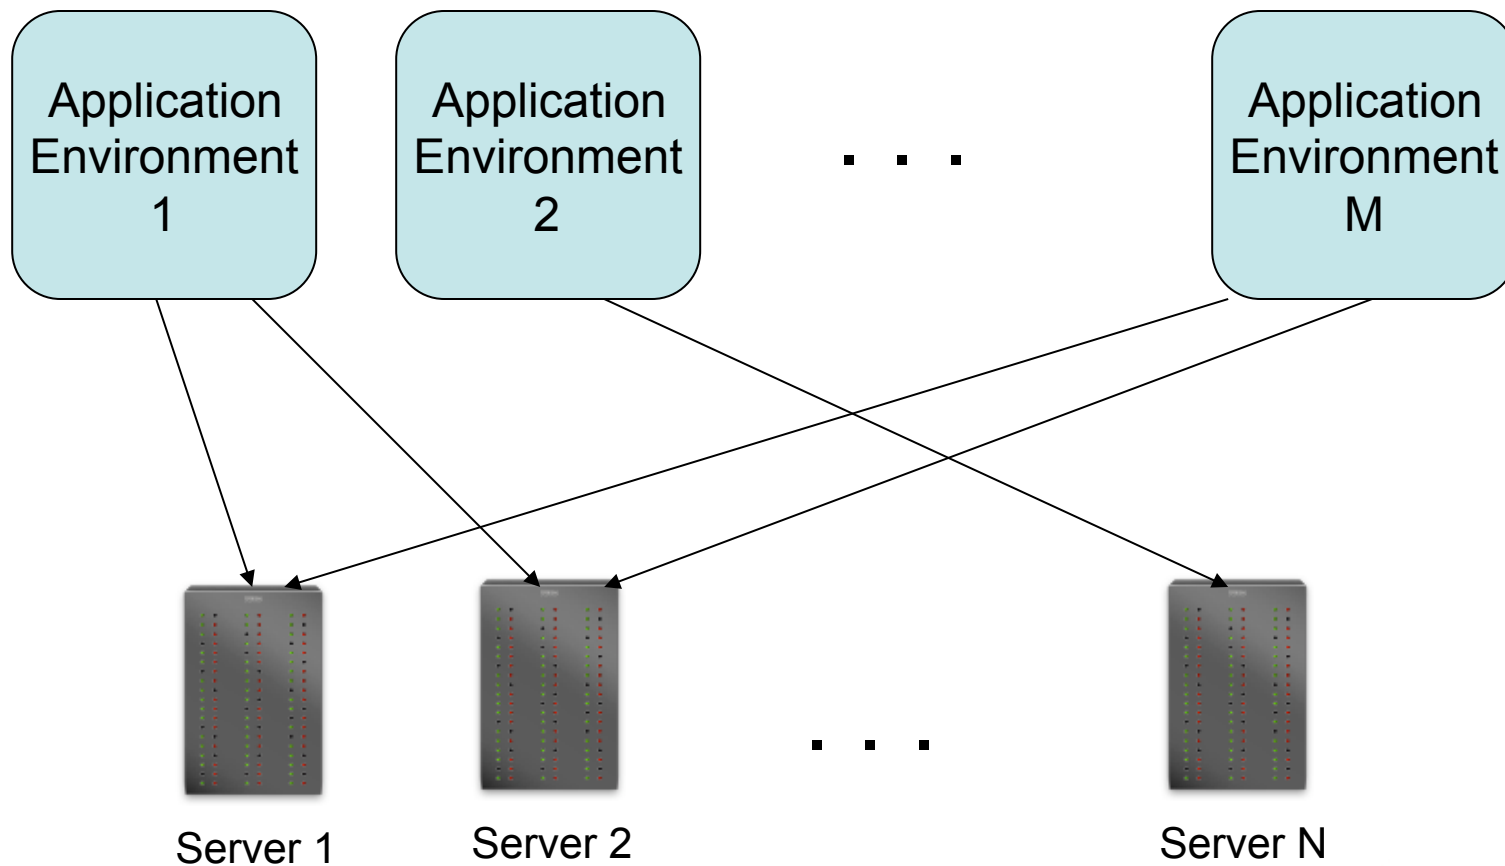 Application
Environment
1
Application
Environment
2
. . .
Application
Environment
M
. . .
Server 1
Server 2
Server N